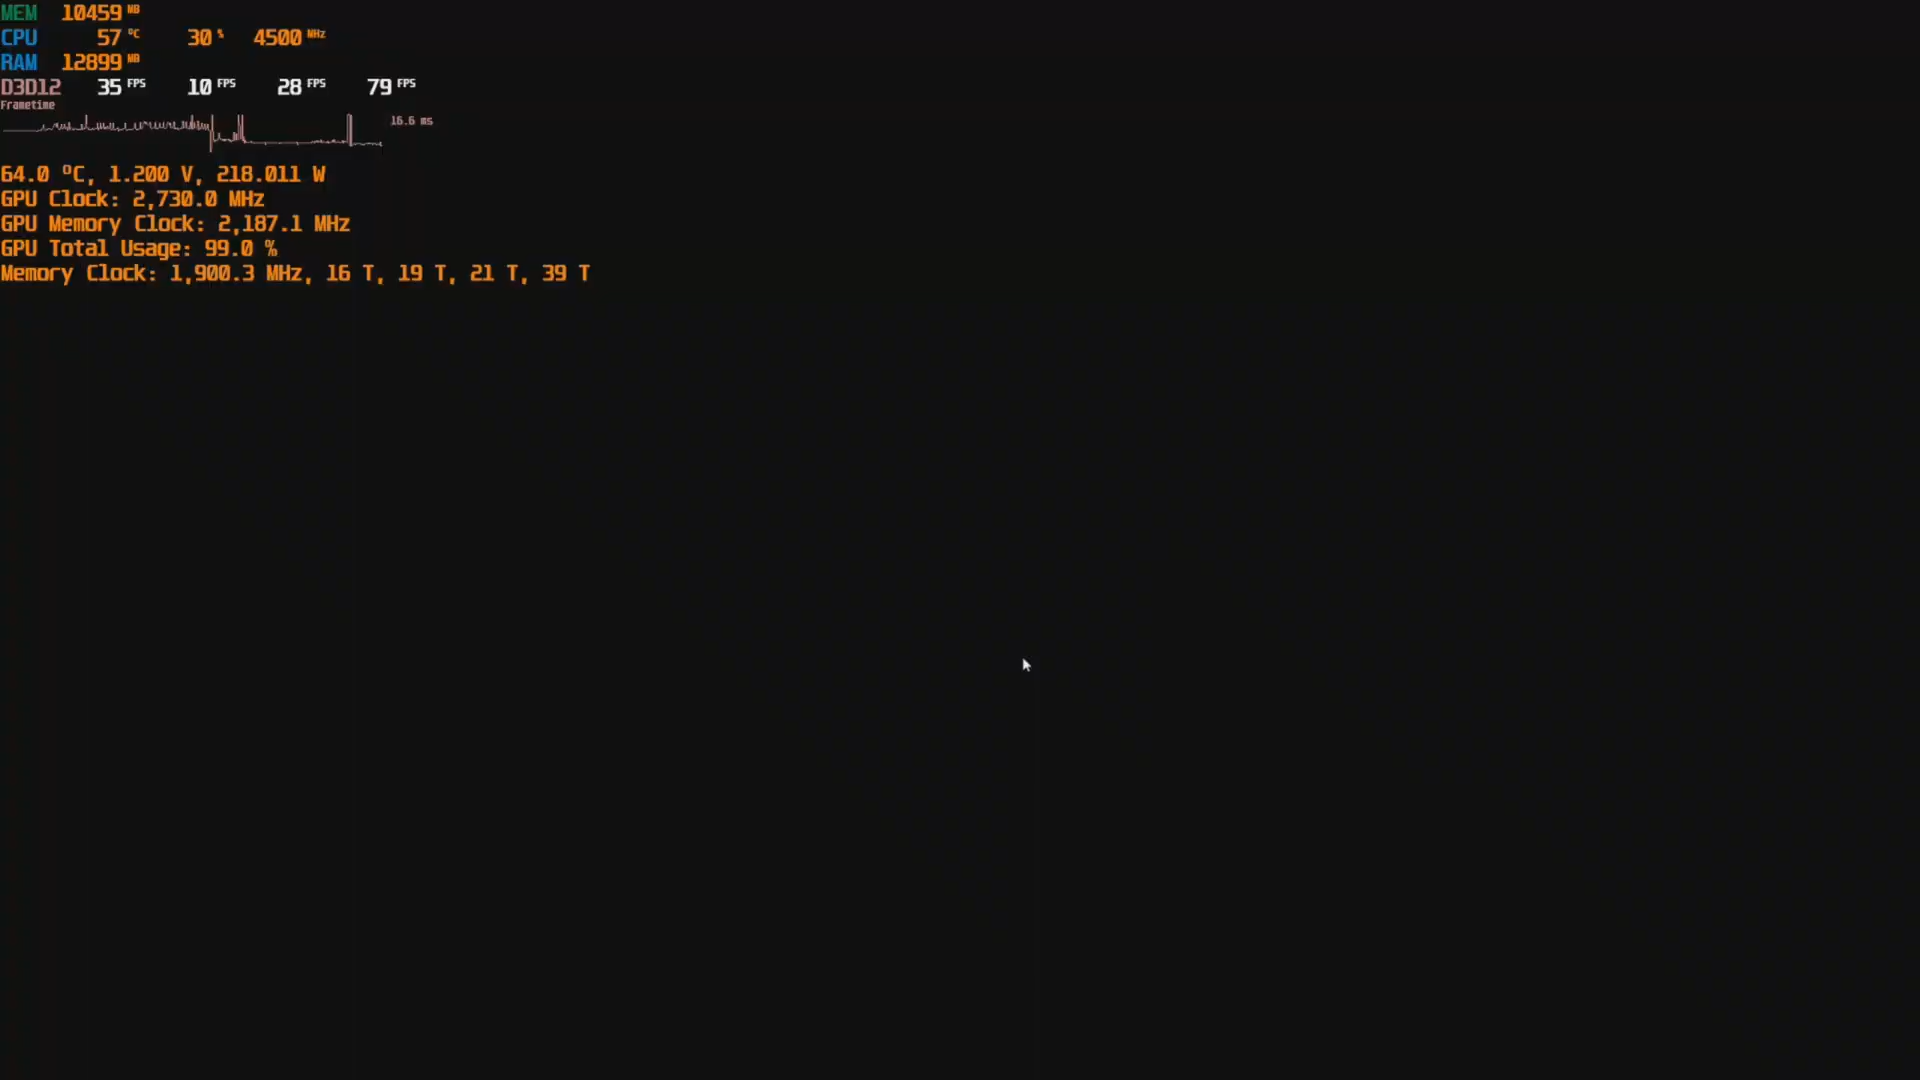 MEM 10459 MB
CPU 57 °C 30 % 4500 MHz
RAM 12899 MB
D3D12 35 FPS 10 FPS 28 FPS 79 FPS
Frametime
16.6 ms
64.0 °C, 1.200 V, 218.011 W
GPU Clock: 2,730.0 MHz
GPU Memory Clock: 2,187.1 MHz
GPU Total Usage: 99.0 %
Memory Clock: 1,900.3 MHz, 16 T, 19 T, 21 T, 39 T